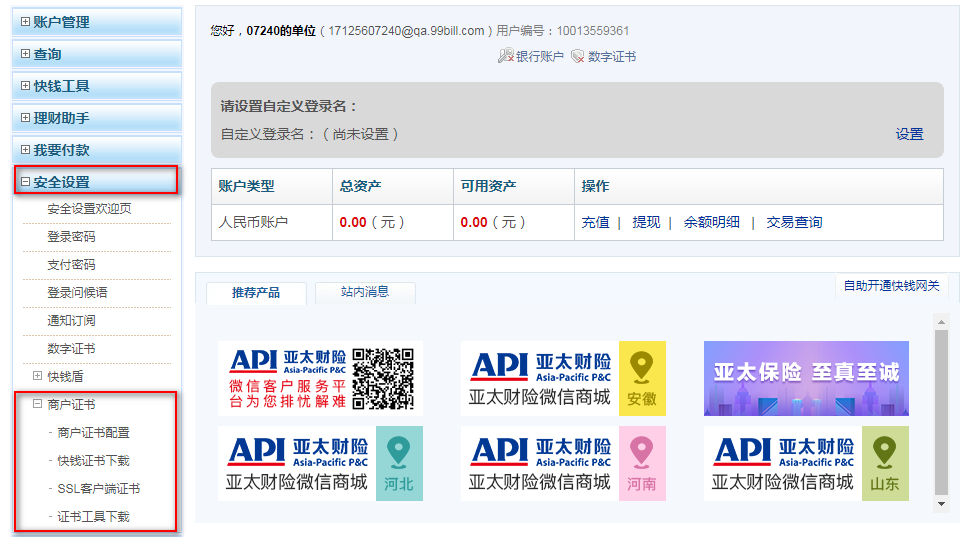 账户管理
查询
快钱工具
理财助手
我要付款
安全设置
安全设置欢迎页
登录密码
支付密码
登录问候语
通知订阅
数字证书
快钱盾
商户证书
- 商户证书配置
- 快钱证书下载
- SSL客户端证书
- 证书工具下载
您好，07240的单位（17125607240@qa.99bill.com）用户编号：10013559361
银行账户 数字证书
请设置自定义登录名：
自定义登录名：（尚未设置） 设置
账户类型 总资产 可用资产 操作
人民币账户 0.00（元） 0.00（元） 充值 | 提现 | 余额明细 | 交易查询
推荐产品 站内消息 自助开通快钱网关
API 亚太财险
Asia-Pacific P&C
微信客户服务平
台为您排忧解难
API 亚太财险
Asia-Pacific P&C
亚太财险微信商城 安徽
亚太保险 至真至诚
API 亚太财险
Asia-Pacific P&C
亚太财险微信商城 河北
API 亚太财险
Asia-Pacific P&C
亚太财险微信商城 河南
API 亚太财险
Asia-Pacific P&C
亚太财险微信商城 山东